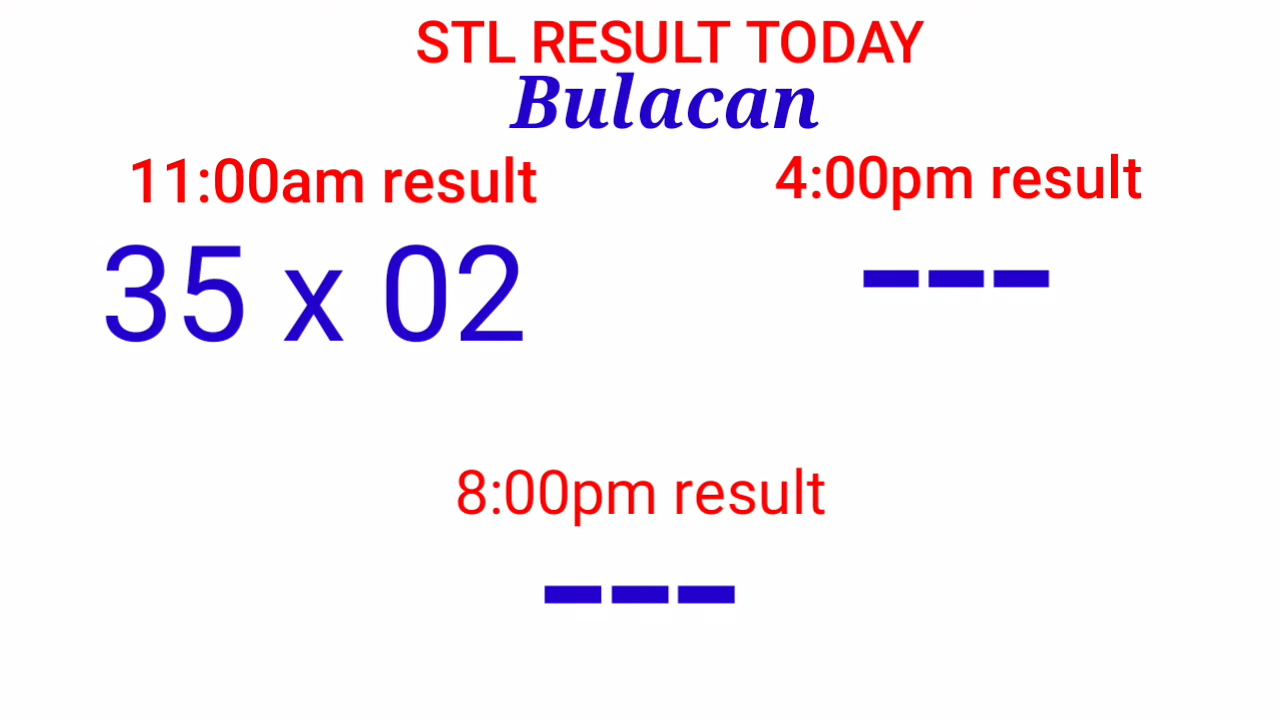 STL RESULT TODAY
Bulacan
11:00am result
35 x 02
4:00pm result
---
8:00pm result
---